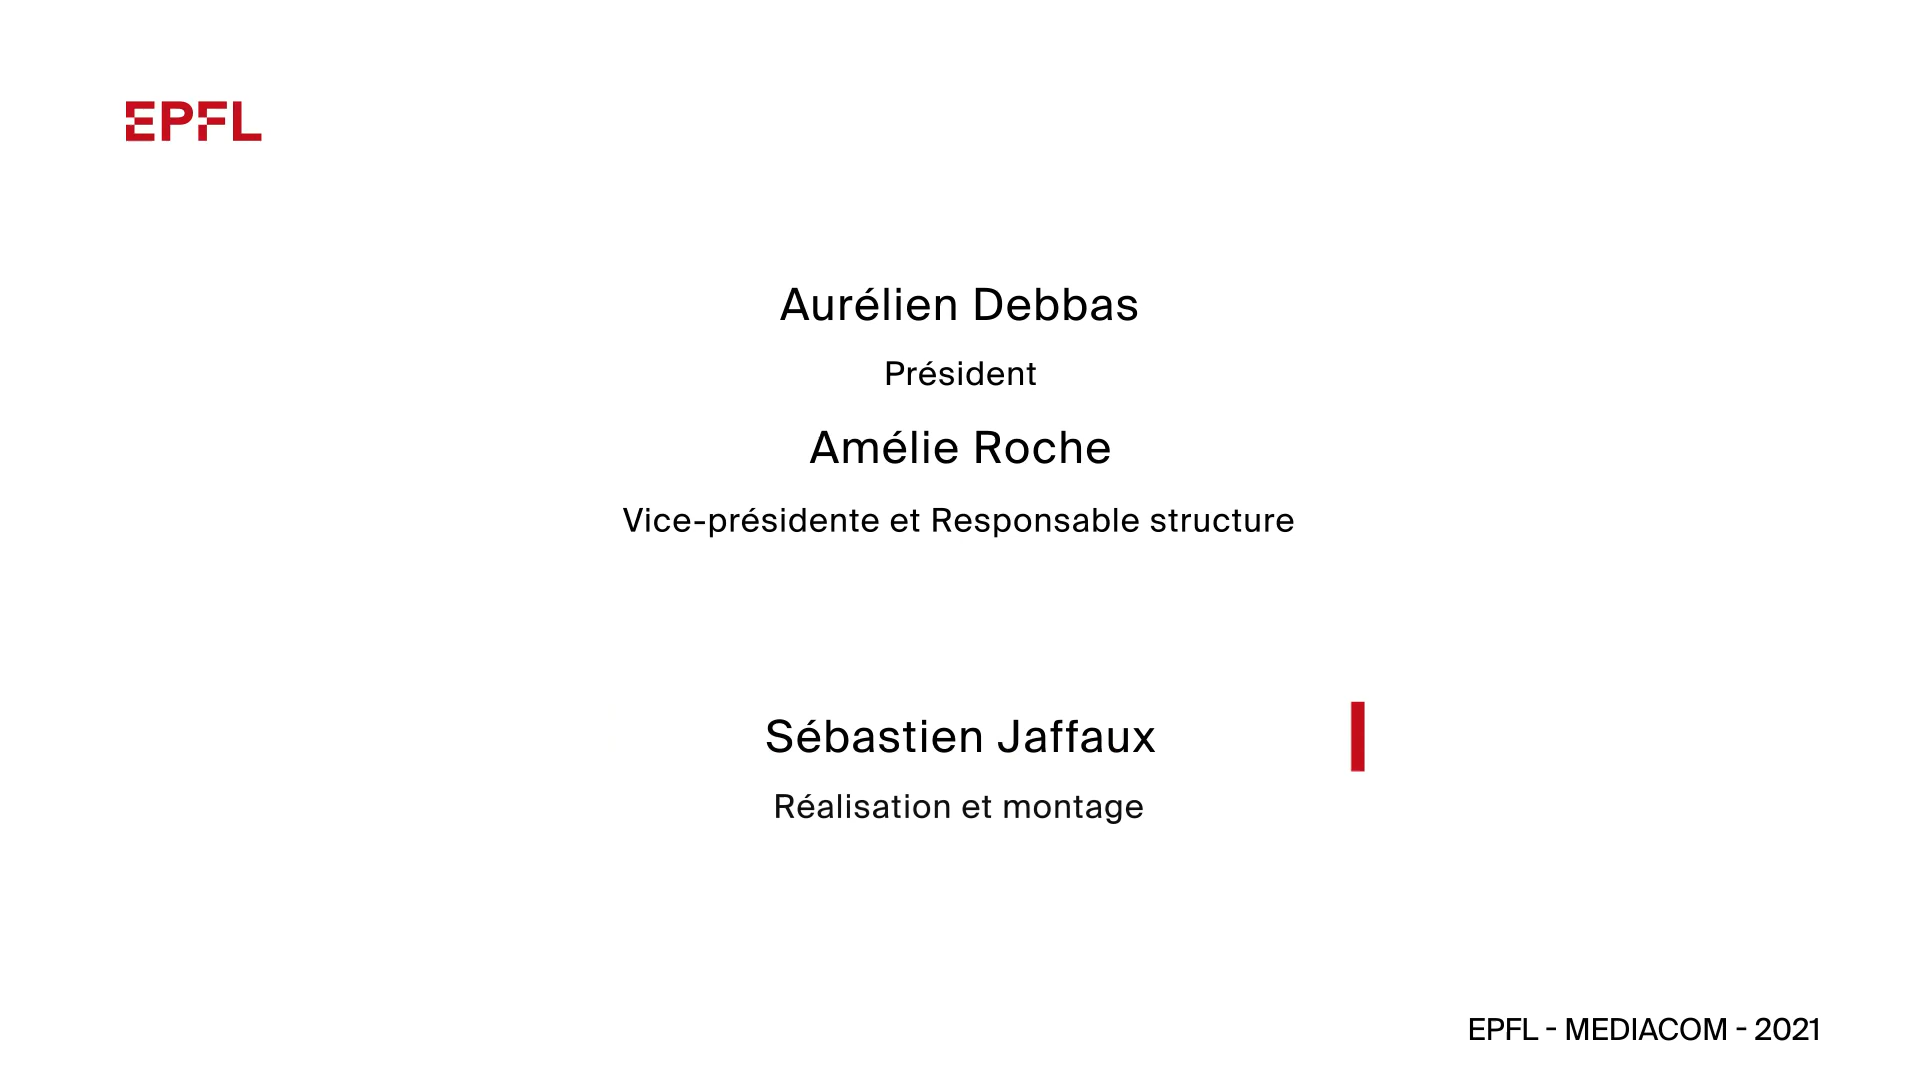 EPFL
Aurélien Debbas
Président
Amélie Roche
Vice-présidente et Responsable structure
Sébastien Jaffaux
Réalisation et montage
EPFL - MEDIACOM - 2021